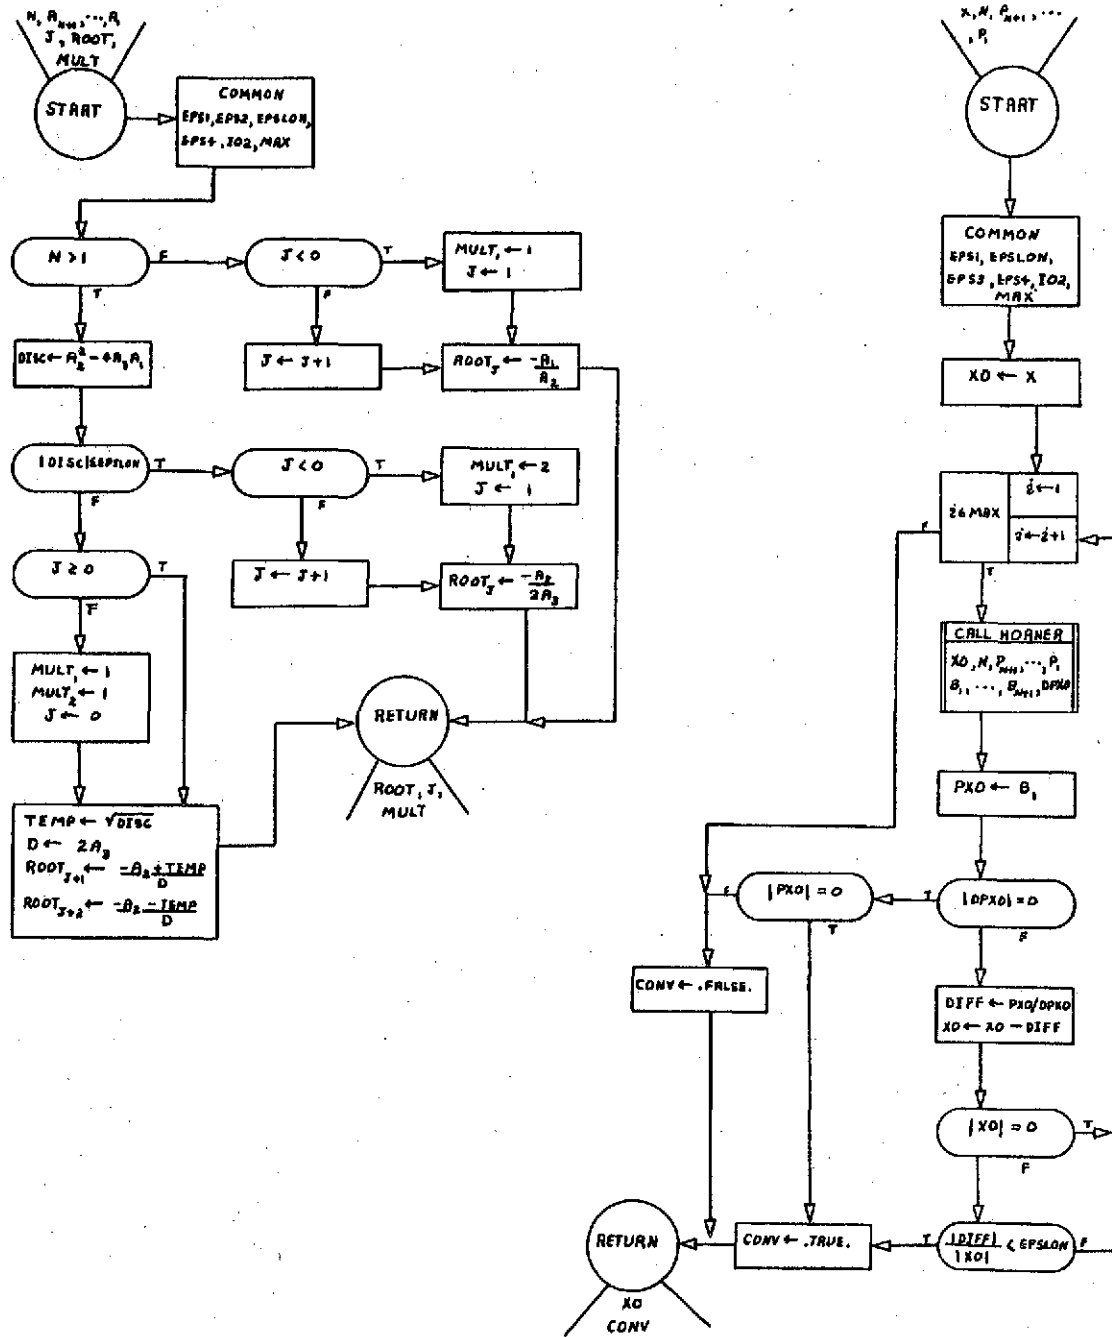 N, A_{N+1}, ..., A_1
J, ROOT,
MULT
START
COMMON
EPS1, EPS2, EPSLON,
EPS4, IO2, MAX
N > 1
F
T
J < 0
T
F
MULT_1 ← 1
J ← 1
DISC ← A_2^2 - 4A_3A_1
J ← J+1
ROOT_J ← -A_1/A_2
|DISC| ≤ EPSLON
T
F
J < 0
T
F
MULT_1 ← 2
J ← 1
J ← J+1
ROOT_J ← -A_2/2A_3
J ≥ 0
T
F
MULT_1 ← 1
MULT_2 ← 1
J ← 0
TEMP ← √DISC
D ← 2A_3
ROOT_{J+1} ← -A_2 + TEMP/D
ROOT_{J+2} ← -A_2 - TEMP/D
RETURN
ROOT, J,
MULT
X, N, P_{N+1}, ...
, P_1
START
COMMON
EPS1, EPSLON,
EPS3, EPS4, IO2,
MAX
XO ← X
i ≤ MAX
i ← 1
i ← i+1
F
T
CALL HORNER
XO, N, P_{N+1}, ..., P_1
B_1, ..., B_{N+1}, DPXO
PXO ← B_1
|DPXO| = 0
T
F
|PXO| = 0
F
T
CONV ← .FALSE.
DIFF ← PXO/DPXO
XO ← XO - DIFF
|XO| = 0
T
F
|DIFF|/|XO| < EPSLON
T
F
CONV ← .TRUE.
RETURN
XO
CONV